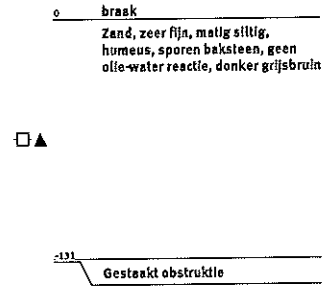 0 braak
Zand, zeer fijn, matig siltig,
humeus, sporen baksteen, geen
olie-water reactie, donker grijsbruin
-131
Gestaakt obstruktie